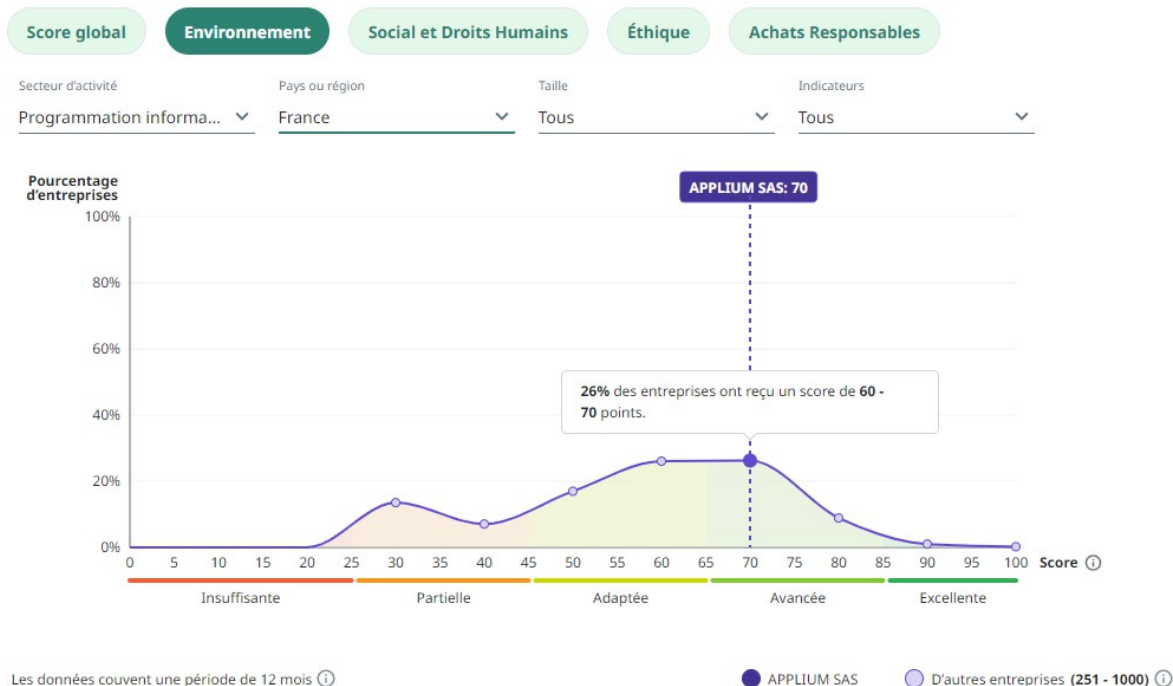 Score global
Environnement
Social et Droits Humains
Éthique
Achats Responsables
Secteur d'activité
Pays ou région
Taille
Indicateurs
Programmation informa...
France
Tous
Tous
Pourcentage
d'entreprises
APPLIUM SAS: 70
100%
80%
60%
26% des entreprises ont reçu un score de 60 -
70 points.
40%
20%
0%
0 5 10 15 20 25 30 35 40 45 50 55 60 65 70 75 80 85 90 95 100 Score
Insuffisante
Partielle
Adaptée
Avancée
Excellente
Les données couvent une période de 12 mois
APPLIUM SAS
D'autres entreprises (251 - 1000)